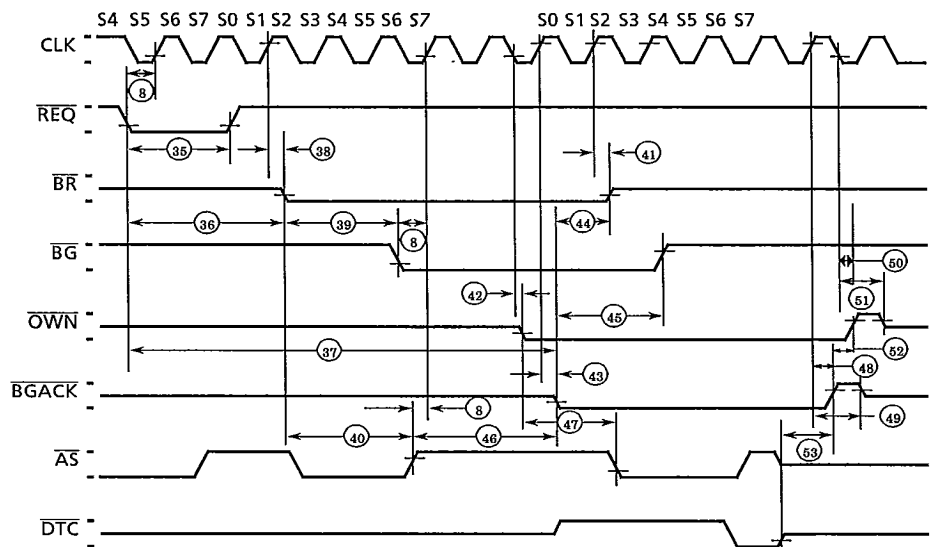 S4 S5 S6 S7 S0 S1 S2 S3 S4 S5 S6 S7 S0 S1 S2 S3 S4 S5 S6 S7
CLK
8
REQ
35 38 41
BR
36 39 8 44
BG
50
42 45 51
OWN
37 52
43 48
BGACK
8 47 49
40 46 53
AS
DTC